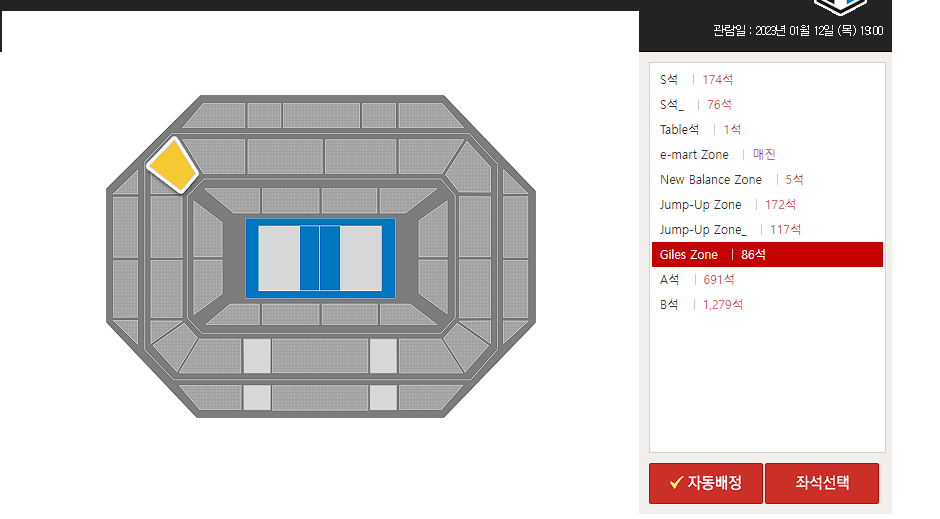 관람일 : 2023년 01월 12일 (목) 19:00
S석 | 174석
S석_ | 76석
Table석 | 1석
e-mart Zone | 매진
New Balance Zone | 5석
Jump-Up Zone | 172석
Jump-Up Zone_ | 117석
Giles Zone | 86석
A석 | 691석
B석 | 1,279석
자동배정 좌석선택